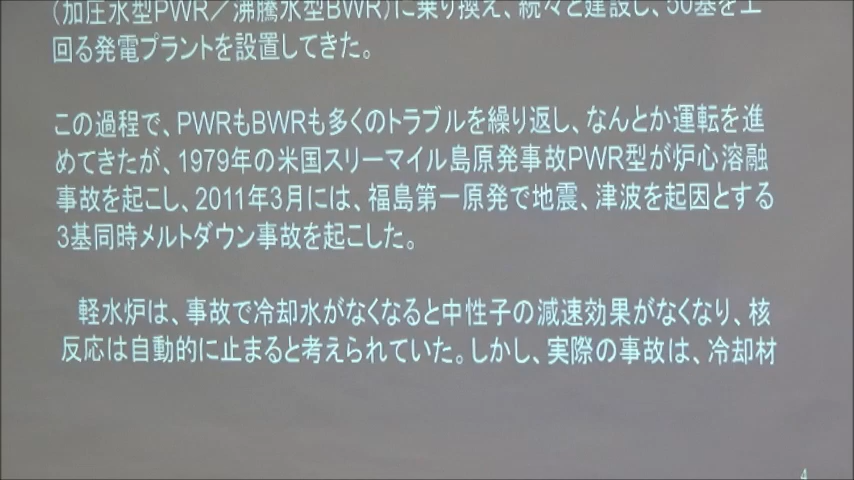 (加圧水型PWR／沸騰水型BWR)に乗り換え、続々と建設し、50基を上
回る発電プラントを設置してきた。
この過程で、PWRもBWRも多くのトラブルを繰り返し、なんとか運転を進
めてきたが、1979年の米国スリーマイル島原発事故PWR型が炉心溶融
事故を起こし、2011年3月には、福島第一原発で地震、津波を起因とする
3基同時メルトダウン事故を起こした。
軽水炉は、事故で冷却水がなくなると中性子の減速効果がなくなり、核
反応は自動的に止まると考えられていた。しかし、実際の事故は、冷却材
4